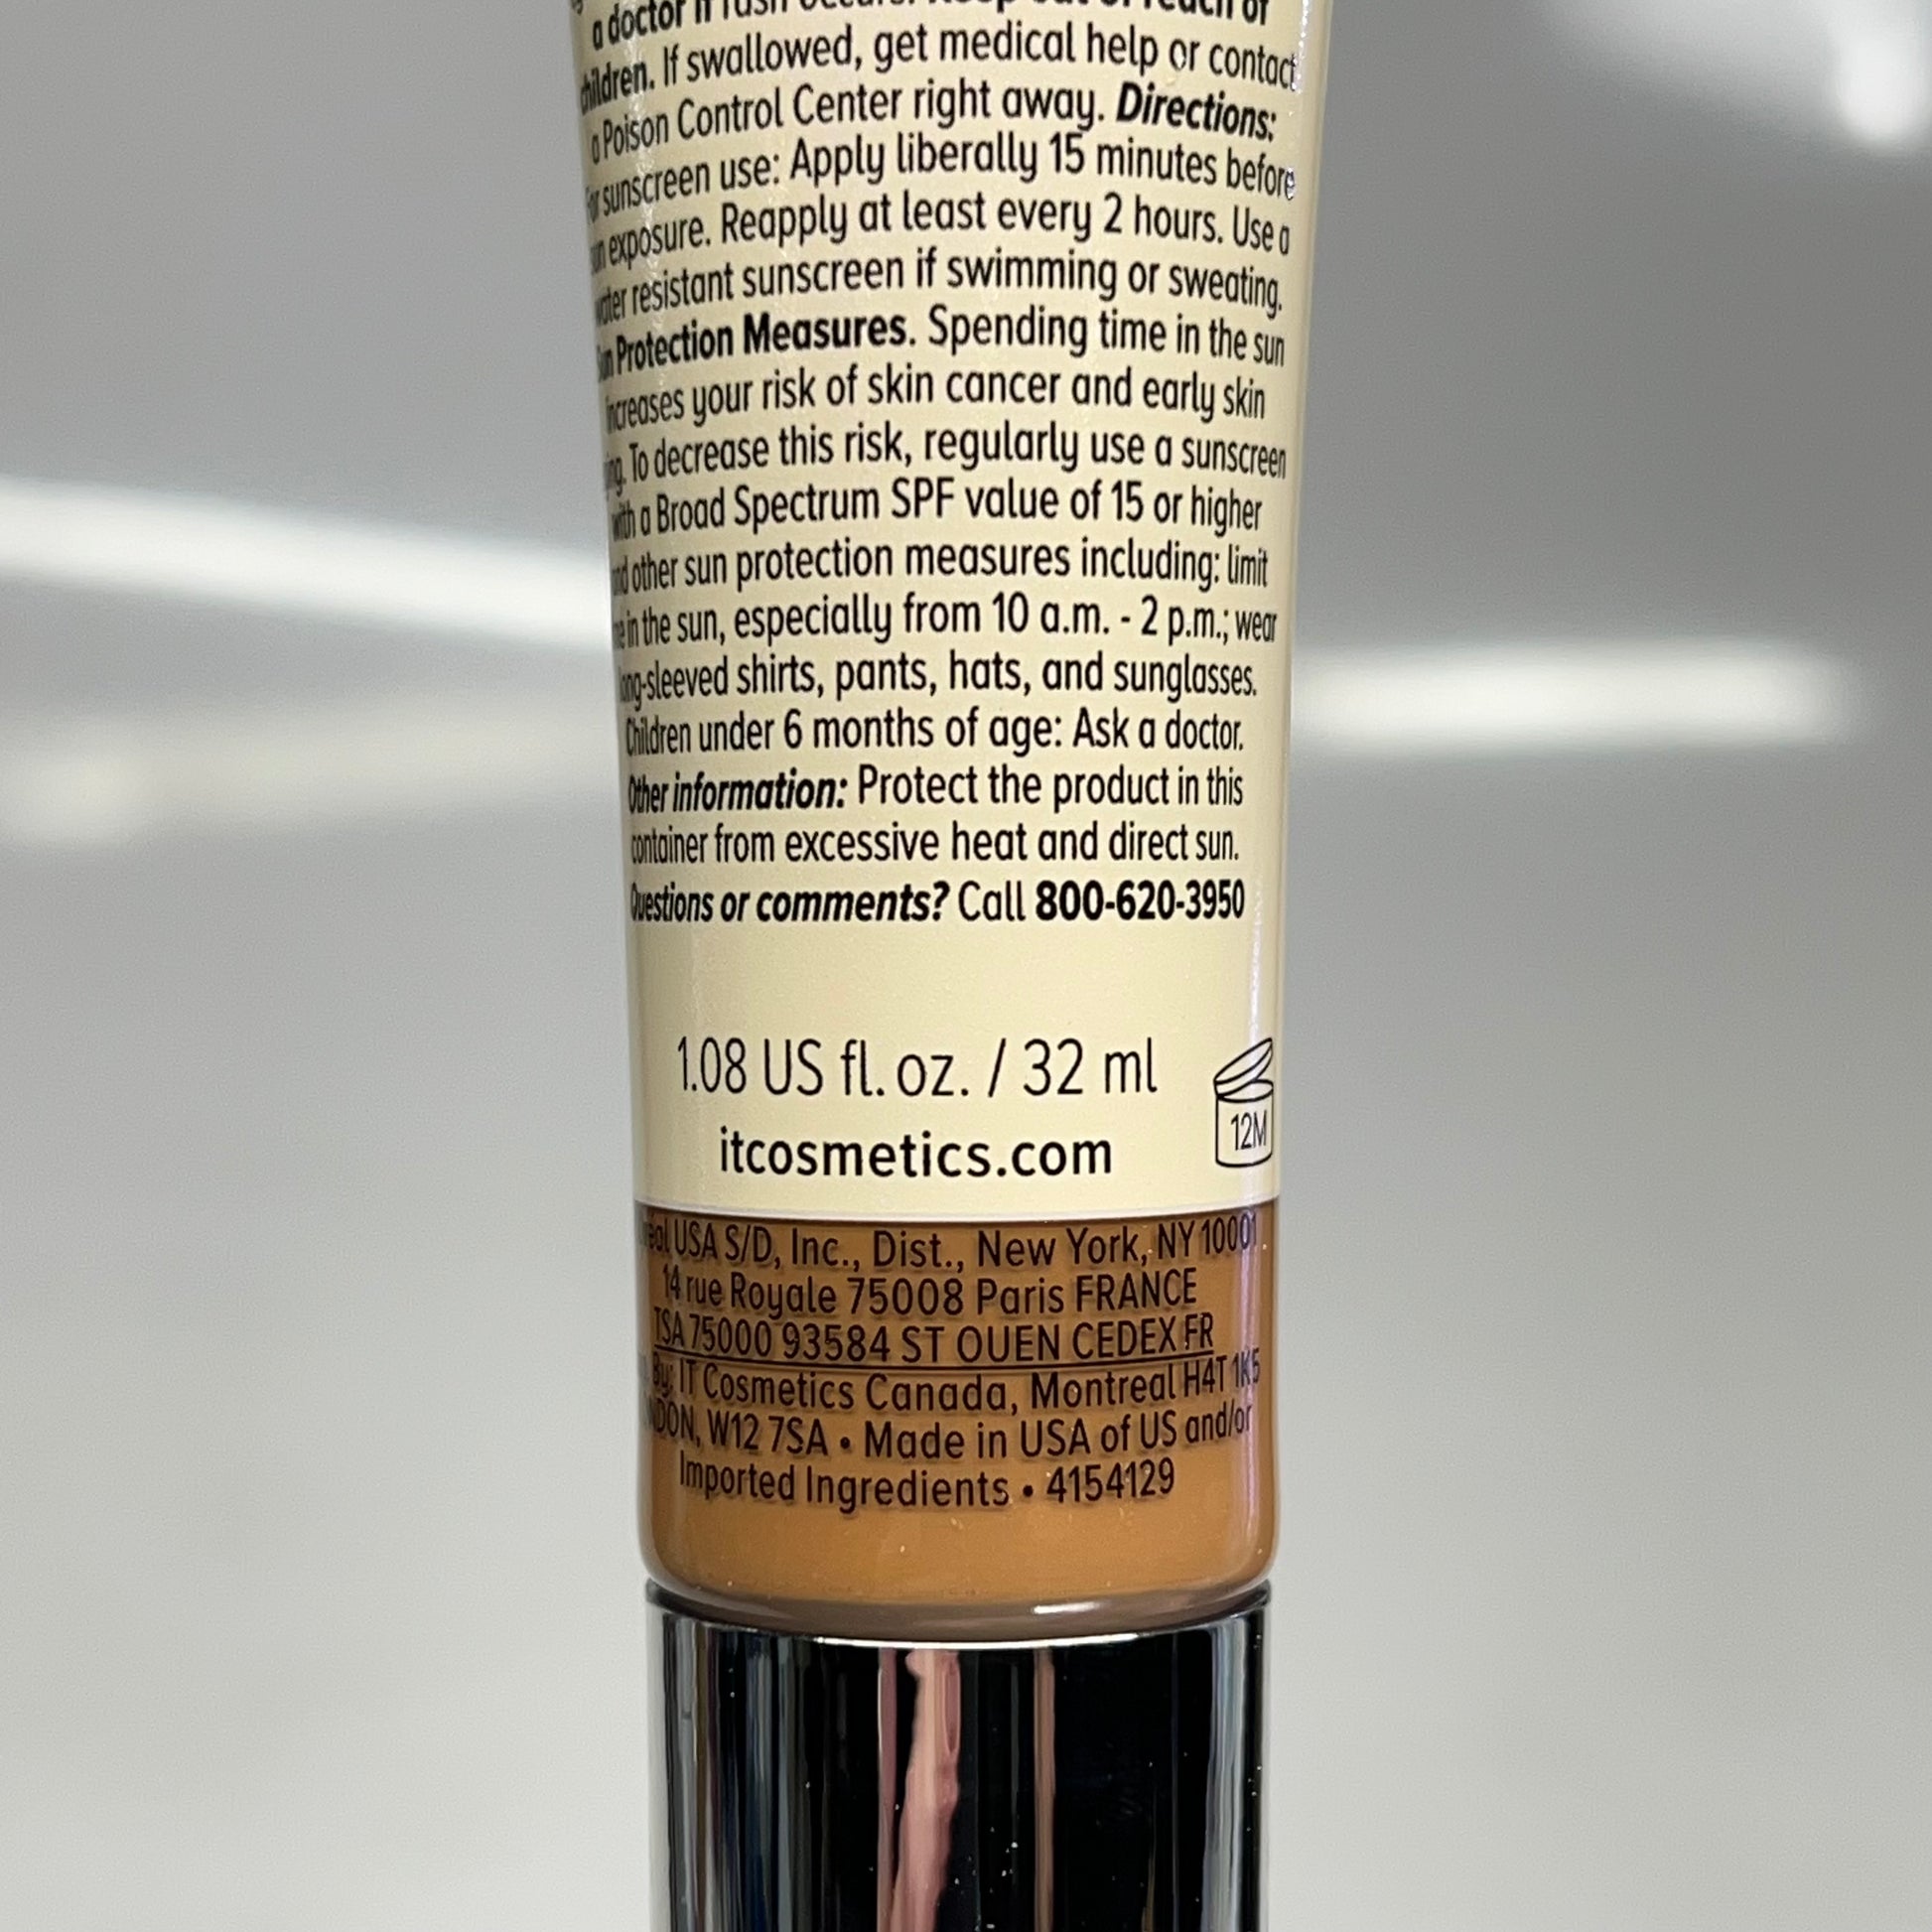 a doctor if rash occurs. Keep out of reach of
children. If swallowed, get medical help or contact
a Poison Control Center right away. Directions:
For sunscreen use: Apply liberally 15 minutes before
sun exposure. Reapply at least every 2 hours. Use a
water resistant sunscreen if swimming or sweating.
Sun Protection Measures. Spending time in the sun
increases your risk of skin cancer and early skin
To decrease this risk, regularly use a sunscreen
with a Broad Spectrum SPF value of 15 or higher
and other sun protection measures including: limit
in the sun, especially from 10 a.m. - 2 p.m.; wear
long-sleeved shirts, pants, hats, and sunglasses.
Children under 6 months of age: Ask a doctor.
Other information: Protect the product in this
container from excessive heat and direct sun.
Questions or comments? Call 800-620-3950
1.08 US fl. oz. / 32 ml
12M
itcosmetics.com
USA S/D, Inc., Dist., New York, NY 10001
14 rue Royale 75008 Paris FRANCE
TSA 75000 93584 ST OUEN CEDEX FR
By: IT Cosmetics Canada, Montreal H4T 1K5
W12 7SA • Made in USA of US and/or
Imported Ingredients • 4154129